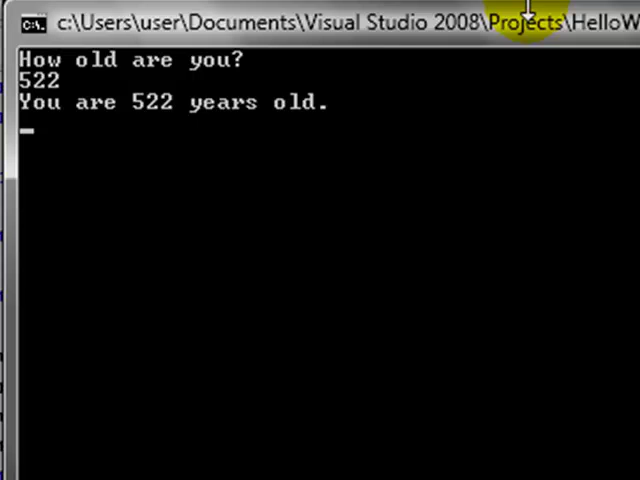 c:\Users\user\Documents\Visual Studio 2008\Projects\HelloW
How old are you?
522
You are 522 years old.